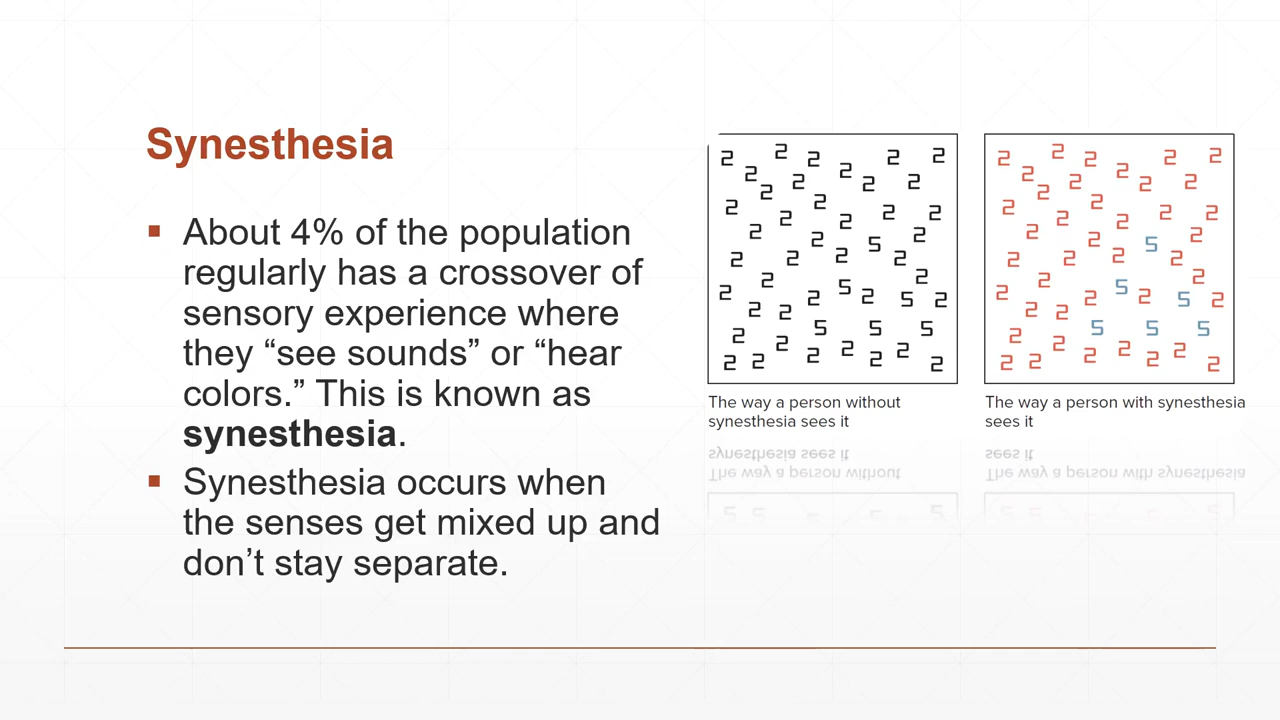 Synesthesia
▪ About 4% of the population
regularly has a crossover of
sensory experience where
they “see sounds” or “hear
colors.” This is known as
synesthesia.
▪ Synesthesia occurs when
the senses get mixed up and
don’t stay separate.
The way a person without
synesthesia sees it
The way a person with synesthesia
sees it